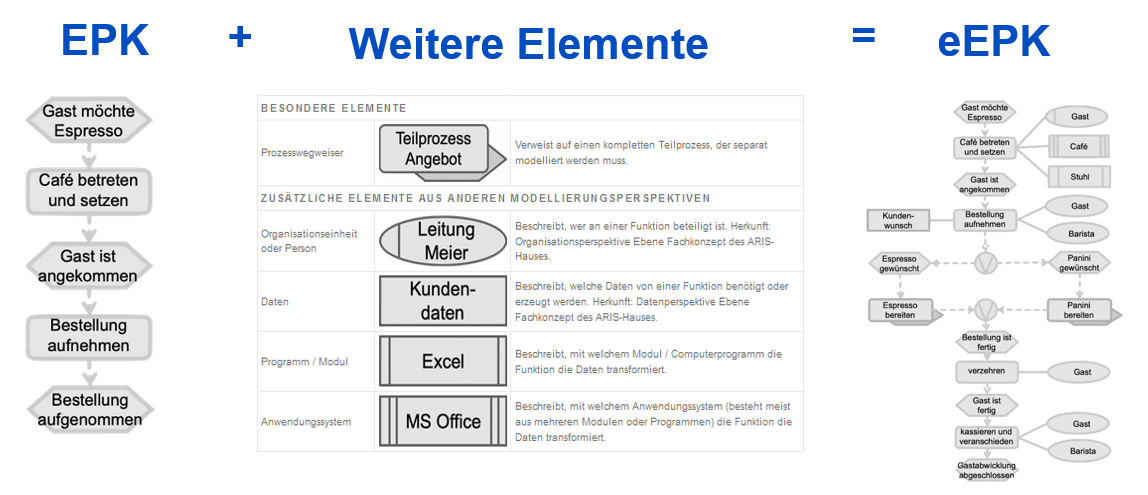 EPK
+
Weitere Elemente
=
eEPK
Gast möchte
Espresso
Café betreten
und setzen
Gast ist
angekommen
Bestellung
aufnehmen
Bestellung
aufgenommen
BESONDERE ELEMENTE
Prozesswegweiser
Teilprozess
Angebot
Verweist auf einen kompletten Teilprozess, der separat
modelliert werden muss.
ZUSÄTZLICHE ELEMENTE AUS ANDEREN MODELLIERUNGSPERSPEKTIVEN
Organisationseinheit
oder Person
Leitung
Meier
Beschreibt, wer an einer Funktion beteiligt ist. Herkunft:
Organisationsperspektive Ebene Fachkonzept des ARIS-
Hauses.
Daten
Kunden-
daten
Beschreibt, welche Daten von einer Funktion benötigt oder
erzeugt werden. Herkunft: Datenperspektive Ebene
Fachkonzept des ARIS-Hauses.
Programm / Modul
Excel
Beschreibt, mit welchem Modul / Computerprogramm die
Funktion die Daten transformiert.
Anwendungssystem
MS Office
Beschreibt, mit welchem Anwendungssystem (besteht meist
aus mehreren Modulen oder Programmen) die Funktion die
Daten transformiert.
Gast möchte
Espresso
Gast
Café betreten
und setzen
Café
Stuhl
Gast ist
angekommen
Kunden-
wunsch
Bestellung
aufnehmen
Gast
Barista
Espresso
gewünscht
V
Panini
gewünscht
Espresso
bereiten
V
Panini
bereiten
Bestellung ist
fertig
verzehren
Gast
Gast ist
fertig
kassieren und
veranschieden
Gast
Barista
Gastabwicklung
abgeschlossen